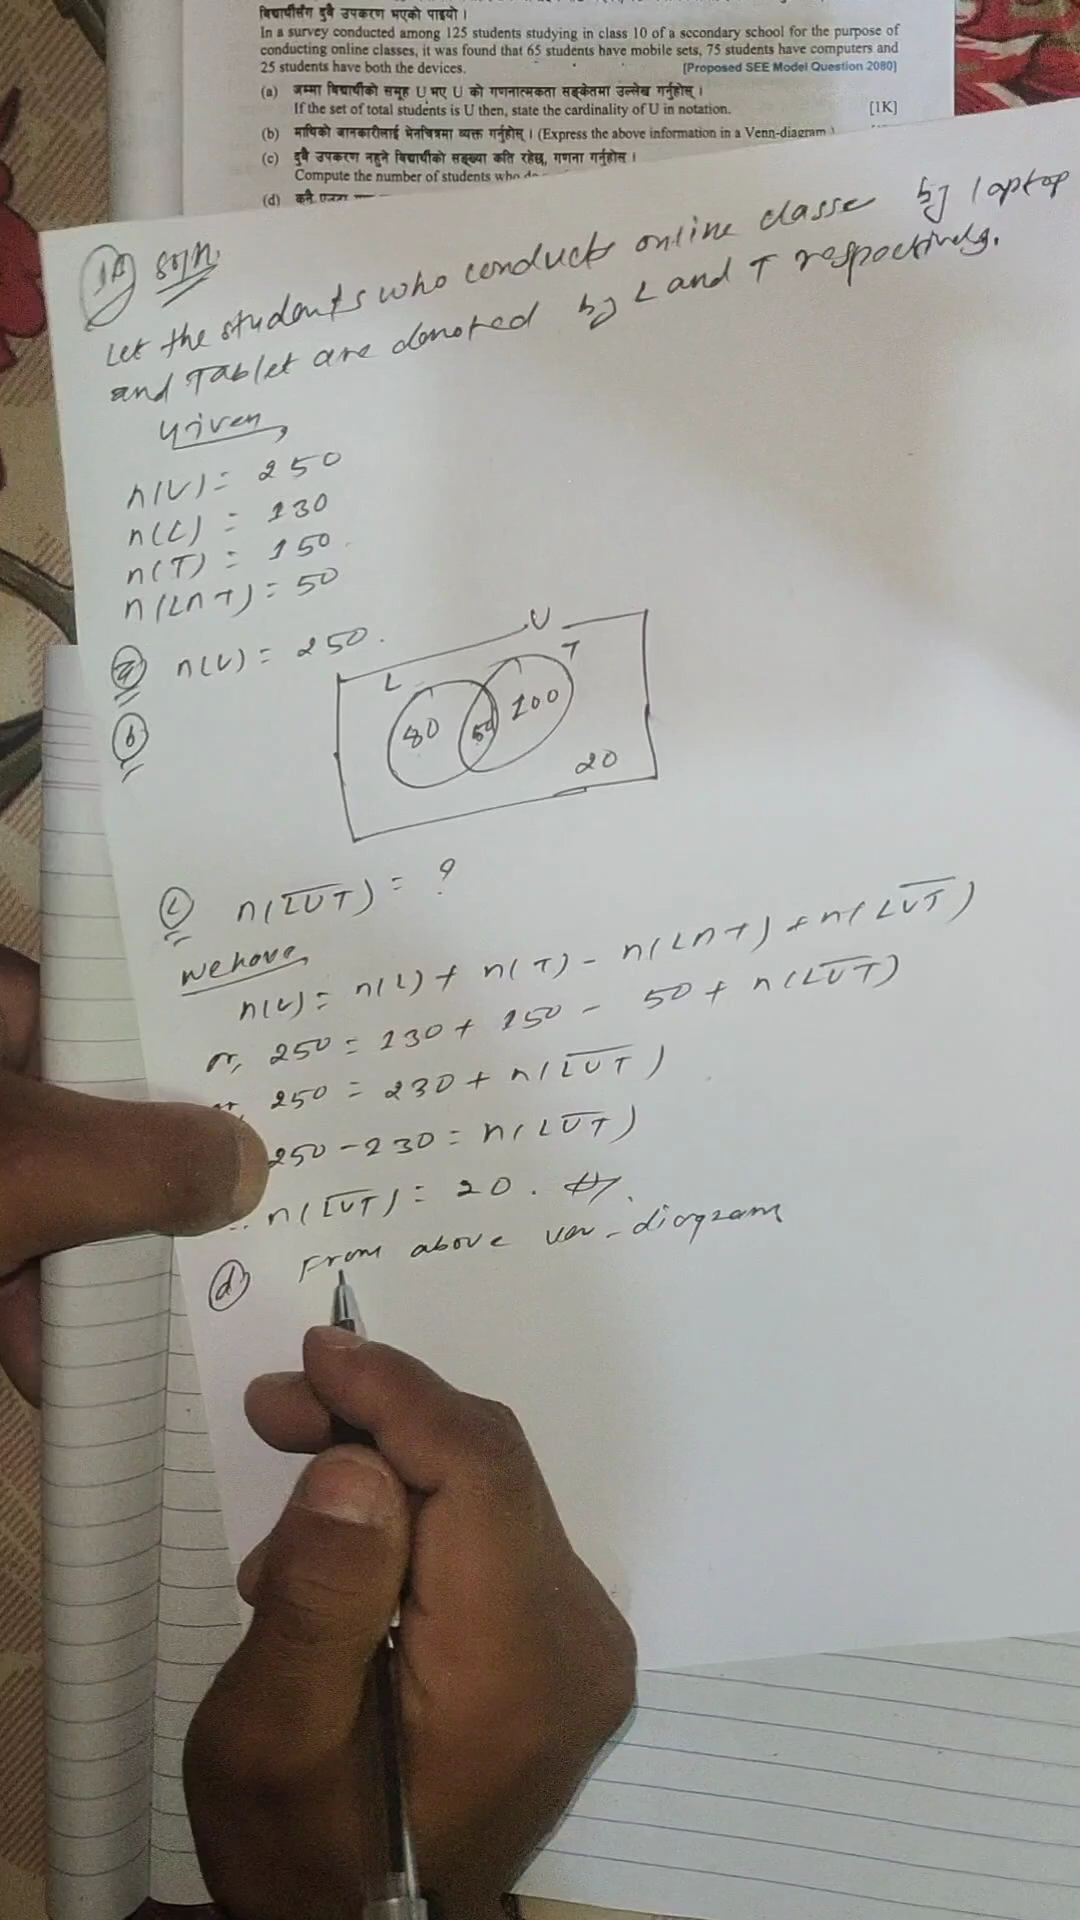 विद्यार्थीसँग दुवै उपकरण भएको पाइयो ।
In a survey conducted among 125 students studying in class 10 of a secondary school for the purpose of
conducting online classes, it was found that 65 students have mobile sets, 75 students have computers and
25 students have both the devices. [Proposed SEE Model Question 2080]
(a) जम्मा विद्यार्थीको समूह U भए U को गणनात्मकता सङ्केतमा उल्लेख गर्नुहोस् ।
If the set of total students is U then, state the cardinality of U in notation. [1K]
(b) माथिको जानकारीलाई भेनचित्रमा व्यक्त गर्नुहोस् । (Express the above information in a Venn-diagram.)
(c) दुवै उपकरण नहुने विद्यार्थीको सङ्ख्या कति रहेछ, गणना गर्नुहोस् ।
Compute the number of students who
(d)
Soln.
Let the students who conducts online classe by laptop
and Tablet are denoted by L and T respectively.
Given,
n(U) = 250
n(L) = 130
n(T) = 150
n(L∩T) = 50
(a) n(U) = 250.
(b)
U
L T
80 50 100
20
(c) n(L̅U̅T̅) = ?
We have,
n(U) = n(L) + n(T) - n(L∩T) + n(L̅U̅T̅)
or, 250 = 130 + 150 - 50 + n(L̅U̅T̅)
250 = 230 + n(L̅U̅T̅)
250 - 230 = n(L̅U̅T̅)
n(L̅U̅T̅) = 20.
(d) From above ven-diagram